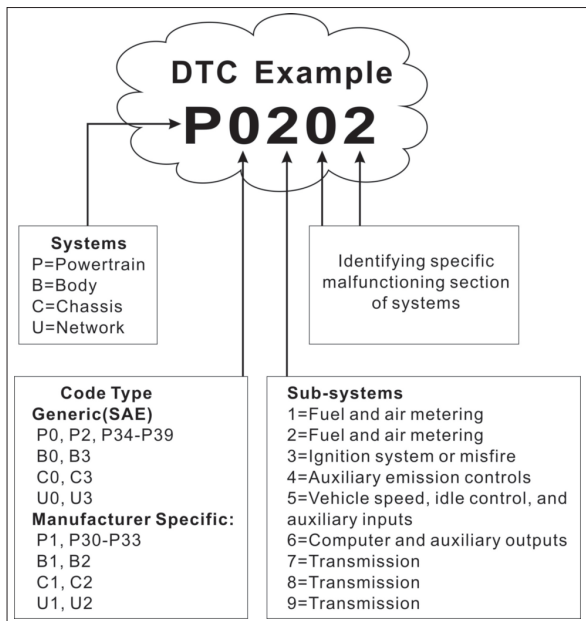 DTC Example
P0202
Systems
P=Powertrain
B=Body
C=Chassis
U=Network
Identifying specific
malfunctioning section
of systems
Code Type
Generic(SAE)
P0, P2, P34-P39
B0, B3
C0, C3
U0, U3
Manufacturer Specific:
P1, P30-P33
B1, B2
C1, C2
U1, U2
Sub-systems
1=Fuel and air metering
2=Fuel and air metering
3=Ignition system or misfire
4=Auxiliary emission controls
5=Vehicle speed, idle control, and
auxiliary inputs
6=Computer and auxiliary outputs
7=Transmission
8=Transmission
9=Transmission